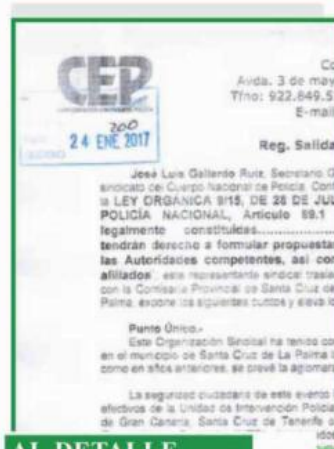 CEP
Co
Avda. 3 de may
Tfno: 922.849.5
E-mail
200
24 ENE 2017
Reg. Salida
José Luis Gallardo Ruiz, Secretario G
sindicato del Cuerpo Nacional de Policía, Conf
la LEY ORGÁNICA 9/15, DE 28 DE JUL
POLICÍA NACIONAL, Artículo 89.1
legalmente constituidas
tendrán derecho a formular propuesta
las Autoridades competentes, así con
afiliados, este representante sindical trasla
con la Comisaría Provincial de Santa Cruz de
Palma, expone los siguientes puntos y eleva lo
Punto Único.-
Este Organización Sindical ha tenido co
en el municipio de Santa Cruz de La Palma l
como en años anteriores, se prevé la aglomera
La seguridad ciudadana de este evento l
efectivos de la Unidad de Intervención Policia
de Gran Canaria, Santa Cruz de Tenerife o
AL DETALLE